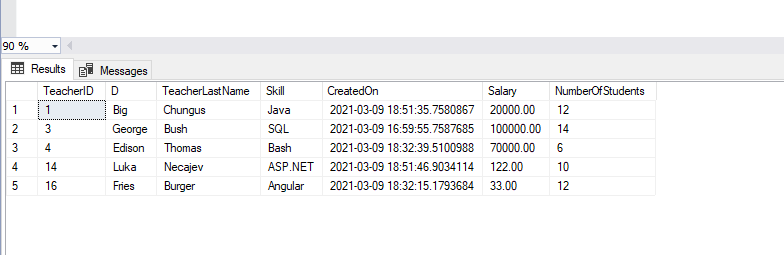 90 %
Results Messages
TeacherID D TeacherLastName Skill CreatedOn Salary NumberOfStudents
1 1 Big Chungus Java 2021-03-09 18:51:35.7580867 20000.00 12
2 3 George Bush SQL 2021-03-09 16:59:55.7587685 100000.00 14
3 4 Edison Thomas Bash 2021-03-09 18:32:39.5100988 70000.00 6
4 14 Luka Necajev ASP.NET 2021-03-09 18:51:46.9034114 122.00 10
5 16 Fries Burger Angular 2021-03-09 18:32:15.1793684 33.00 12